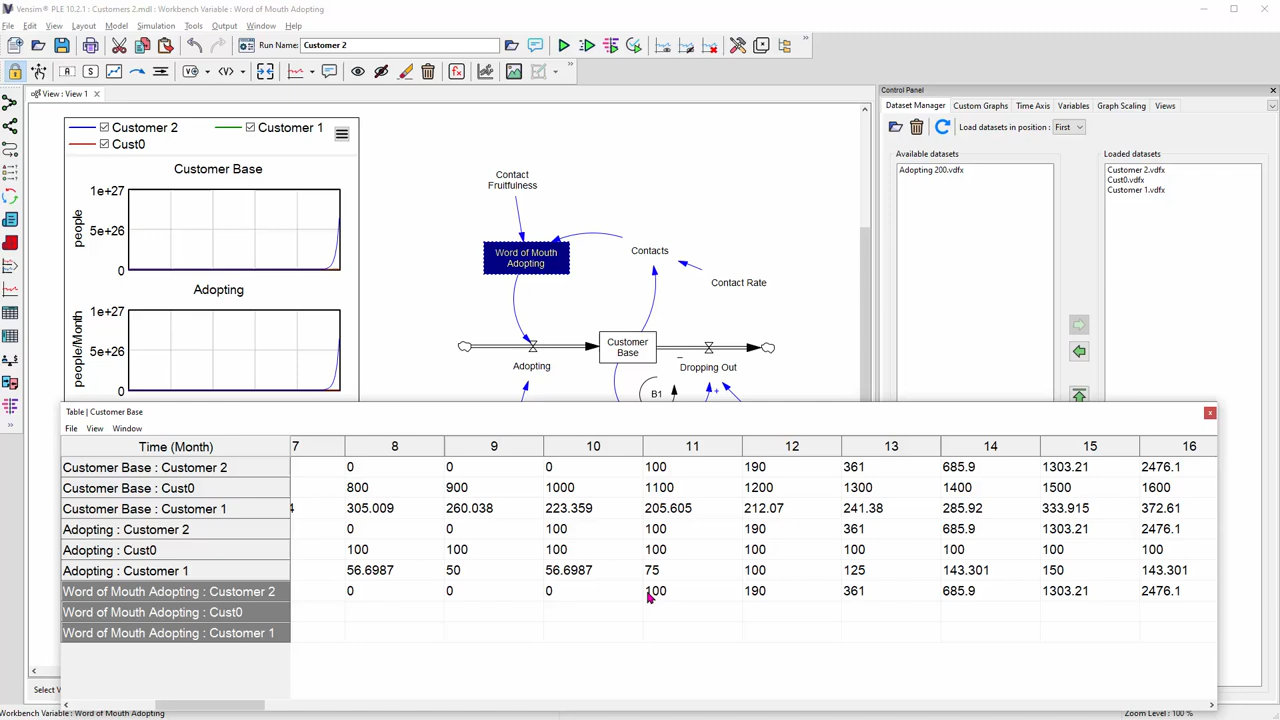 Vensim® PLE 10.2.1 : Customers 2.mdl : Workbench Variable: Word of Mouth Adopting
File Edit View Layout Model Simulation Tools Output Window Help
Run Name: Customer 2
View : View 1
Customer 2 Customer 1
Cust0
Customer Base
1e+27
5e+26
0
people
Adopting
1e+27
5e+26
0
people/Month
Contact
Fruitfulness
Word of Mouth
Adopting
Contacts
Contact Rate
Customer
Base
Adopting
Dropping Out
B1
Control Panel
Dataset Manager Custom Graphs Time Axis Variables Graph Scaling Views
Load datasets in position : First
Available datasets
Adopting 200.vdfx
Loaded datasets
Customer 2.vdfx
Cust0.vdfx
Customer 1.vdfx
Table | Customer Base
File View Window
Time (Month) 7 8 9 10 11 12 13 14 15 16
Customer Base : Customer 2 0 0 0 100 190 361 685.9 1303.21 2476.1
Customer Base : Cust0 800 900 1000 1100 1200 1300 1400 1500 1600
Customer Base : Customer 1 4 305.009 260.038 223.359 205.605 212.07 241.38 285.92 333.915 372.61
Adopting : Customer 2 0 0 100 100 190 361 685.9 1303.21 2476.1
Adopting : Cust0 100 100 100 100 100 100 100 100 100
Adopting : Customer 1 56.6987 50 56.6987 75 100 125 143.301 150 143.301
Word of Mouth Adopting : Customer 2 0 0 0 100 190 361 685.9 1303.21 2476.1
Word of Mouth Adopting : Cust0
Word of Mouth Adopting : Customer 1
Select V
Workbench Variable: Word of Mouth Adopting
Zoom Level : 100 %